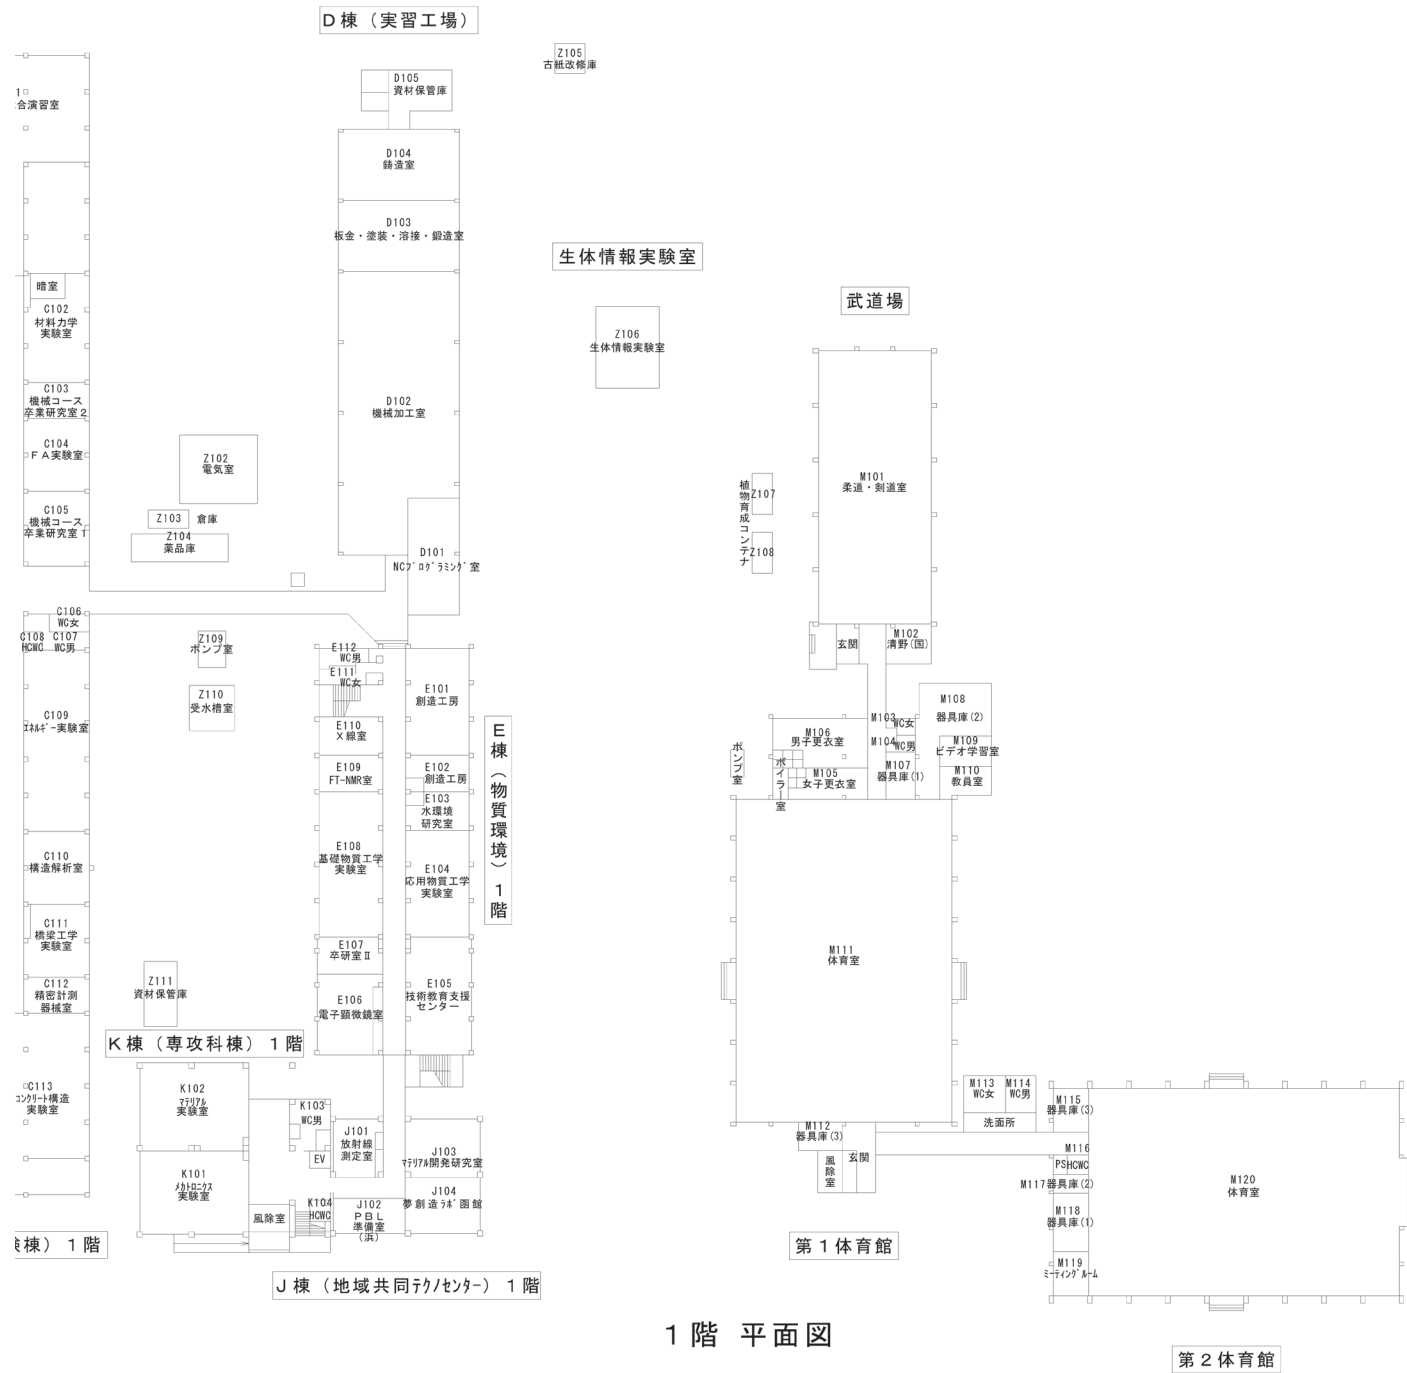 D棟（実習工場）
Z105
古紙改修庫
D105
資材保管庫
1
合演習室
D104
鋳造室
D103
板金・塗装・溶接・鍛造室
生体情報実験室
暗室
C102
材料力学
実験室
Z106
生体情報実験室
武道場
C103
機械コース
卒業研究室2
D102
機械加工室
C104
FA実験室
Z102
電気室
M101
柔道・剣道室
植物育成コンテナ
Z107
Z108
C105
機械コース
卒業研究室1
Z103
倉庫
Z104
薬品庫
D101
NCﾌﾟﾛｸﾞﾗﾐﾝｸﾞ室
C106
WC女
C108
HCWC
C107
WC男
Z109
ポンプ室
E112
WC男
E111
WC女
玄関
M102
清野(国)
Z110
受水槽室
E101
創造工房
M108
器具庫(2)
C109
ｴﾈﾙｷﾞｰ実験室
E110
X線室
M103
WC女
M104
WC男
M106
男子更衣室
M109
ビデオ学習室
E棟（物質環境）1階
ポンプ室
ボイラー室
E109
FT-NMR室
E102
創造工房
M105
女子更衣室
M107
器具庫(1)
M110
教員室
E103
水環境
研究室
C110
構造解析室
E108
基礎物質工学
実験室
E104
応用物質工学
実験室
C111
橋梁工学
実験室
E107
卒研室Ⅱ
M111
体育室
C112
精密計測
器械室
Z111
資材保管庫
E106
電子顕微鏡室
E105
技術教育支援
センター
K棟（専攻科棟）1階
C113
ｺﾝｸﾘｰﾄ構造
実験室
K102
ﾏﾃﾘｱﾙ
実験室
K103
WC男
M113
WC女
M114
WC男
洗面所
M115
器具庫(3)
J101
放射線
測定室
J103
ﾏﾃﾘｱﾙ開発研究室
M112
器具庫(3)
EV
風除室
玄関
M116
PS
HCWC
K101
ﾒｶﾄﾛﾆｸｽ
実験室
J104
夢創造ﾗﾎﾞ函館
M117器具庫(2)
M120
体育室
K104
HCWC
風除室
J102
PBL
準備室
(浜)
M118
器具庫(1)
棟）1階
第1体育館
M119
ﾐｰﾃｨﾝｸﾞﾙｰﾑ
J棟（地域共同ﾃｸﾉｾﾝﾀｰ）1階
1階 平面図
第2体育館